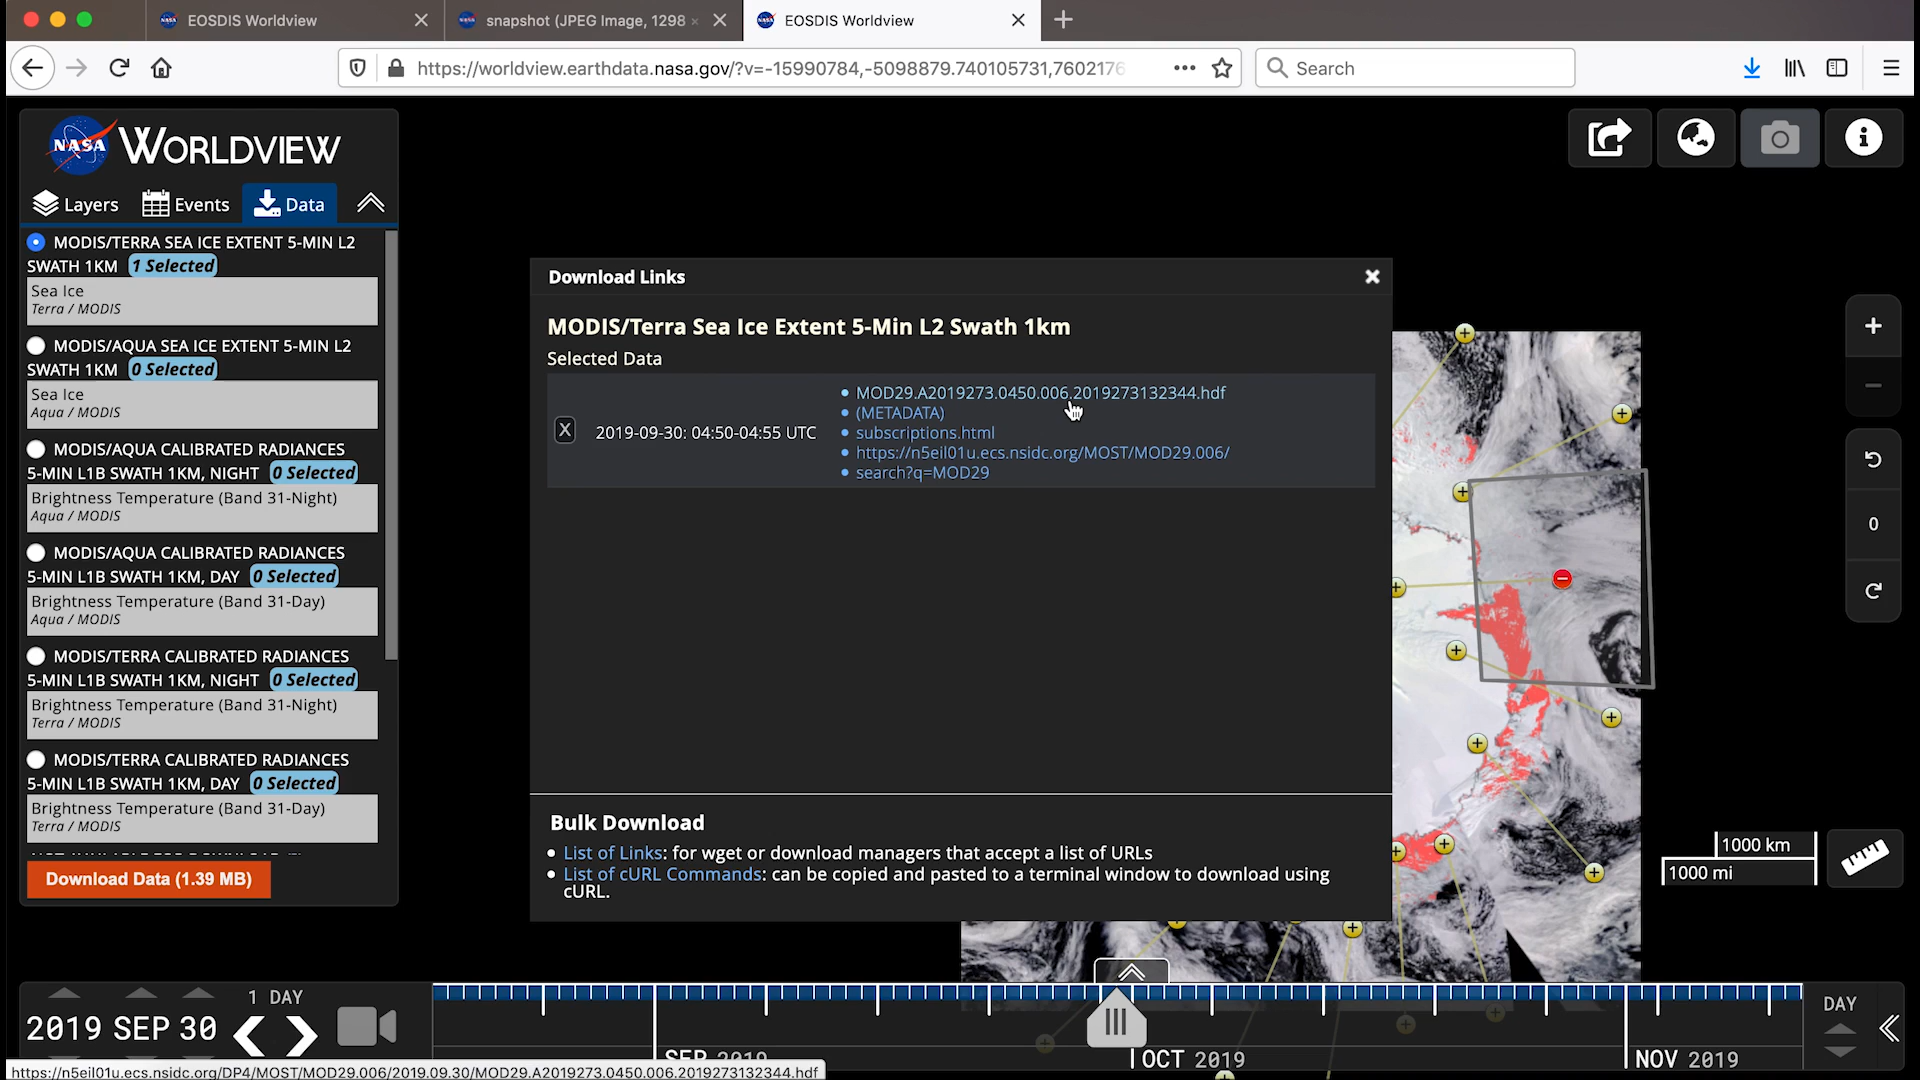 EOSDIS Worldview
snapshot (JPEG Image, 1298 ×
EOSDIS Worldview
https://worldview.earthdata.nasa.gov/?v=-15990784,-5098879.740105731,7602176
Search
NASA WORLDVIEW
Layers
Events
Data
MODIS/TERRA SEA ICE EXTENT 5-MIN L2
SWATH 1KM 1 Selected
Sea Ice
Terra / MODIS
MODIS/AQUA SEA ICE EXTENT 5-MIN L2
SWATH 1KM 0 Selected
Sea Ice
Aqua / MODIS
MODIS/AQUA CALIBRATED RADIANCES
5-MIN L1B SWATH 1KM, NIGHT 0 Selected
Brightness Temperature (Band 31-Night)
Aqua / MODIS
MODIS/AQUA CALIBRATED RADIANCES
5-MIN L1B SWATH 1KM, DAY 0 Selected
Brightness Temperature (Band 31-Day)
Aqua / MODIS
MODIS/TERRA CALIBRATED RADIANCES
5-MIN L1B SWATH 1KM, NIGHT 0 Selected
Brightness Temperature (Band 31-Night)
Terra / MODIS
MODIS/TERRA CALIBRATED RADIANCES
5-MIN L1B SWATH 1KM, DAY 0 Selected
Brightness Temperature (Band 31-Day)
Terra / MODIS
Download Data (1.39 MB)
Download Links
MODIS/Terra Sea Ice Extent 5-Min L2 Swath 1km
Selected Data
X
2019-09-30: 04:50-04:55 UTC
• MOD29.A2019273.0450.006.2019273132344.hdf
• (METADATA)
• subscriptions.html
• https://n5eil01u.ecs.nsidc.org/MOST/MOD29.006/
• search?q=MOD29
Bulk Download
• List of Links: for wget or download managers that accept a list of URLs
• List of cURL Commands: can be copied and pasted to a terminal window to download using
cURL.
0
1000 km
1000 mi
1 DAY
2019 SEP 30
SEP 2019
OCT 2019
NOV 2019
DAY
https://n5eil01u.ecs.nsidc.org/DP4/MOST/MOD29.006/2019.09.30/MOD29.A2019273.0450.006.2019273132344.hdf